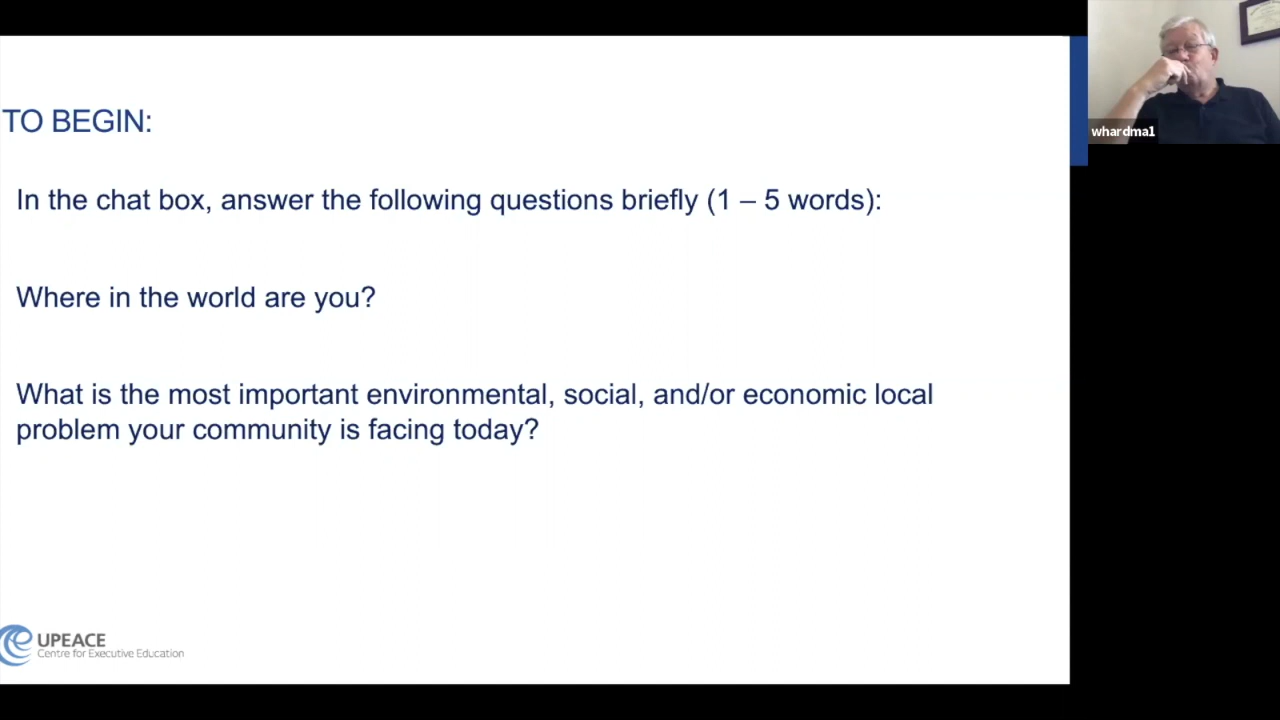 TO BEGIN:
In the chat box, answer the following questions briefly (1 – 5 words):
Where in the world are you?
What is the most important environmental, social, and/or economic local
problem your community is facing today?
UPEACE
Centre for Executive Education
whardma1